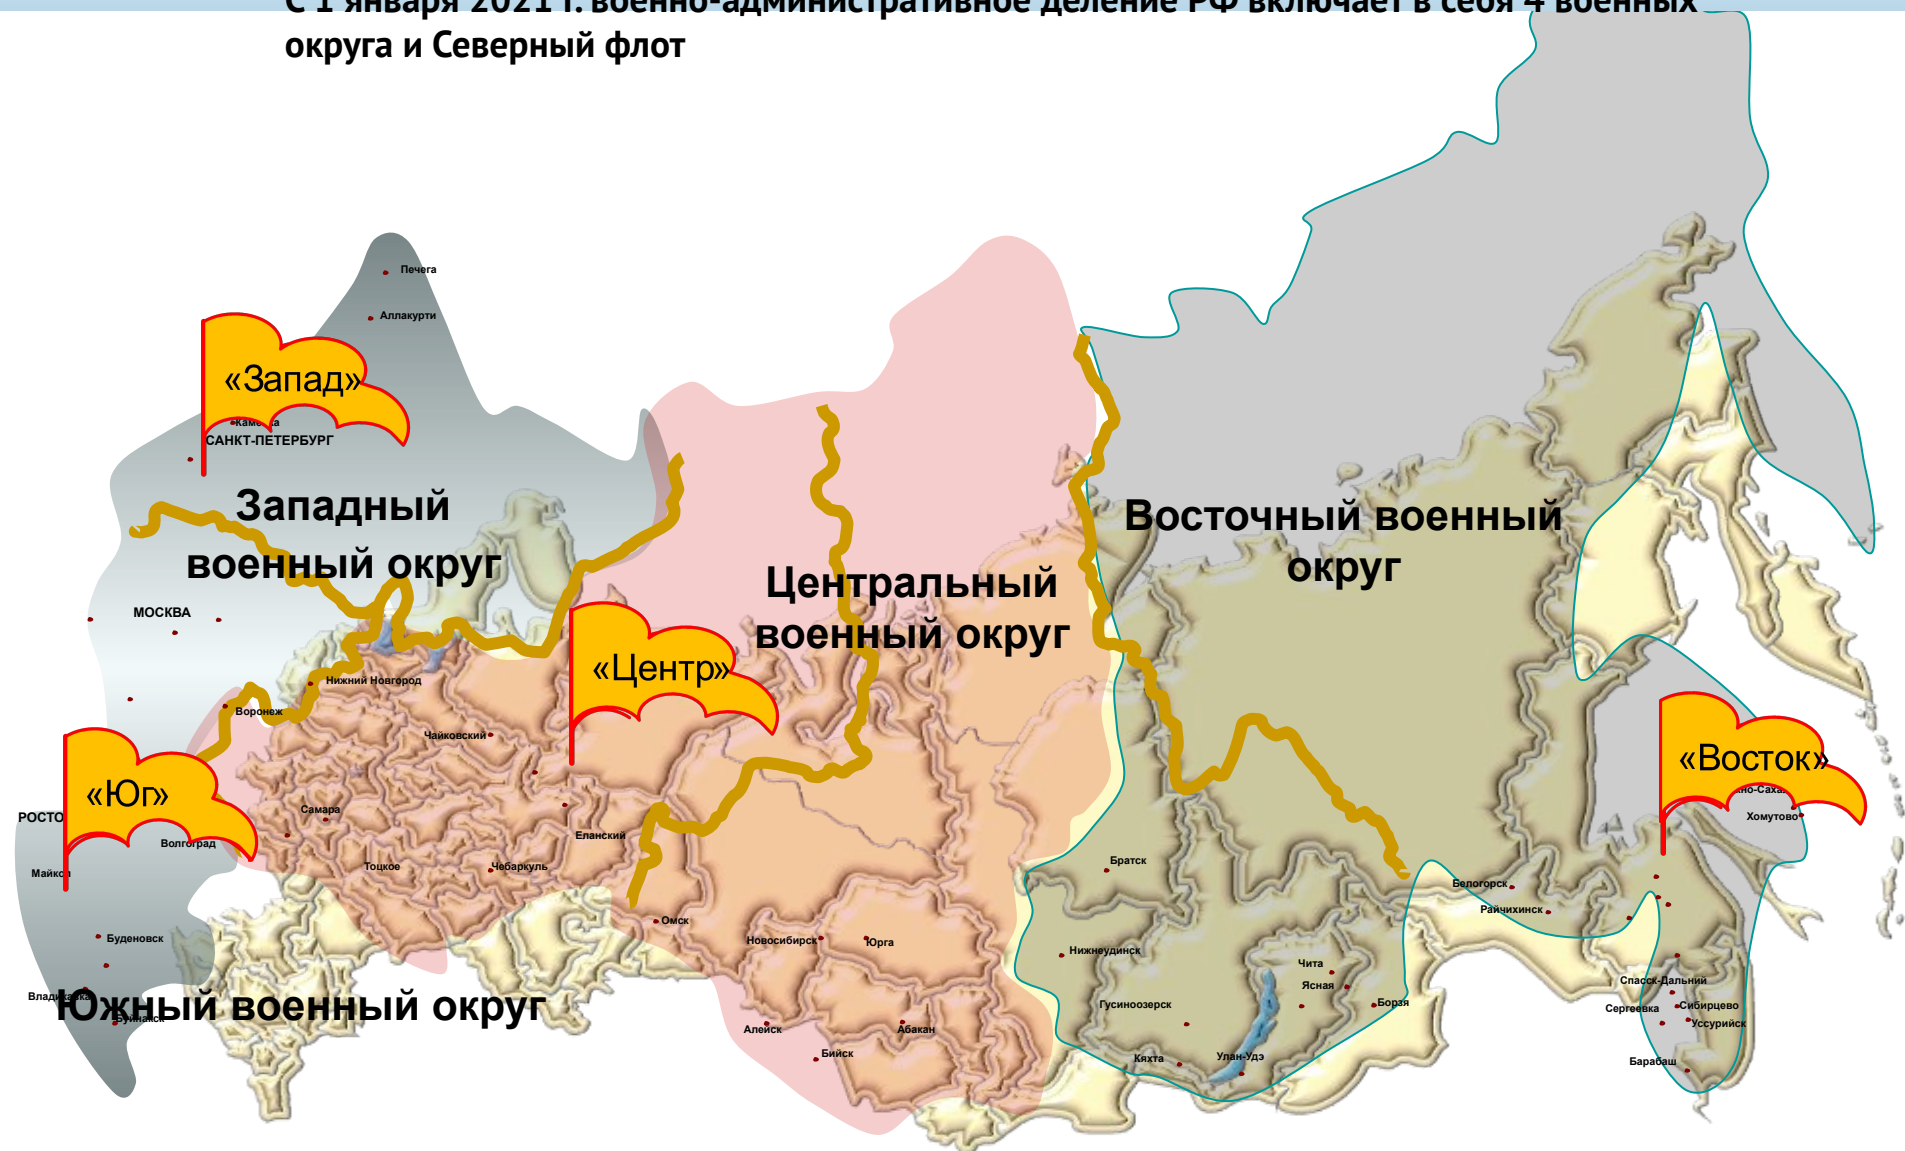 С 1 января 2021 г. военно-административное деление РФ включает в себя 4 военных
округа и Северный флот
Печега
Аллакурти
«Запад»
САНКТ-ПЕТЕРБУРГ
Западный
военный округ
Восточный военный
округ
МОСКВА
Центральный
военный округ
«Центр»
Нижний Новгород
Воронеж
Чайковский
«Юг»
«Восток»
Самара
Хомутово
Волгоград
Еланский
Тоцкое
Чебаркуль
Майкоп
Братск
Белогорск
Райчихинск
Омск
Новосибирск
Юрга
Буденовск
Нижнеудинск
Чита
Ясная
Борзя
Спасск-Дальний
Сергеевка
Сибирцево
Уссурийск
Южный военный округ
Гусиноозерск
Алейск
Абакан
Бийск
Кяхта
Улан-Удэ
Барабаш